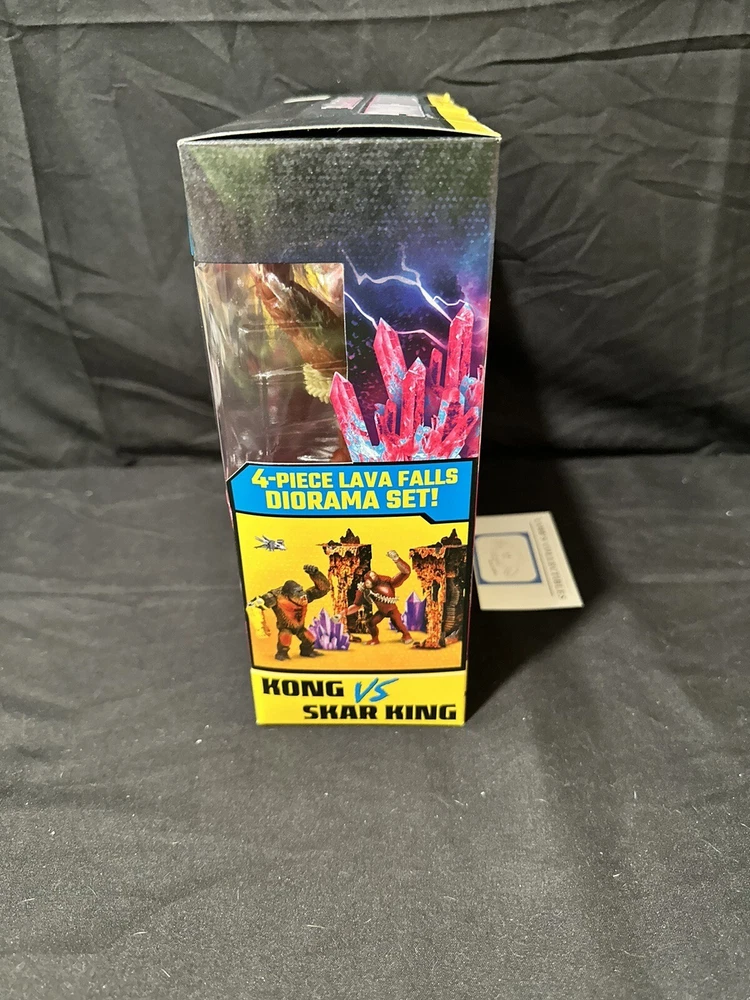 4-PIECE LAVA FALLS
DIORAMA SET!
KONG VS
SKAR KING